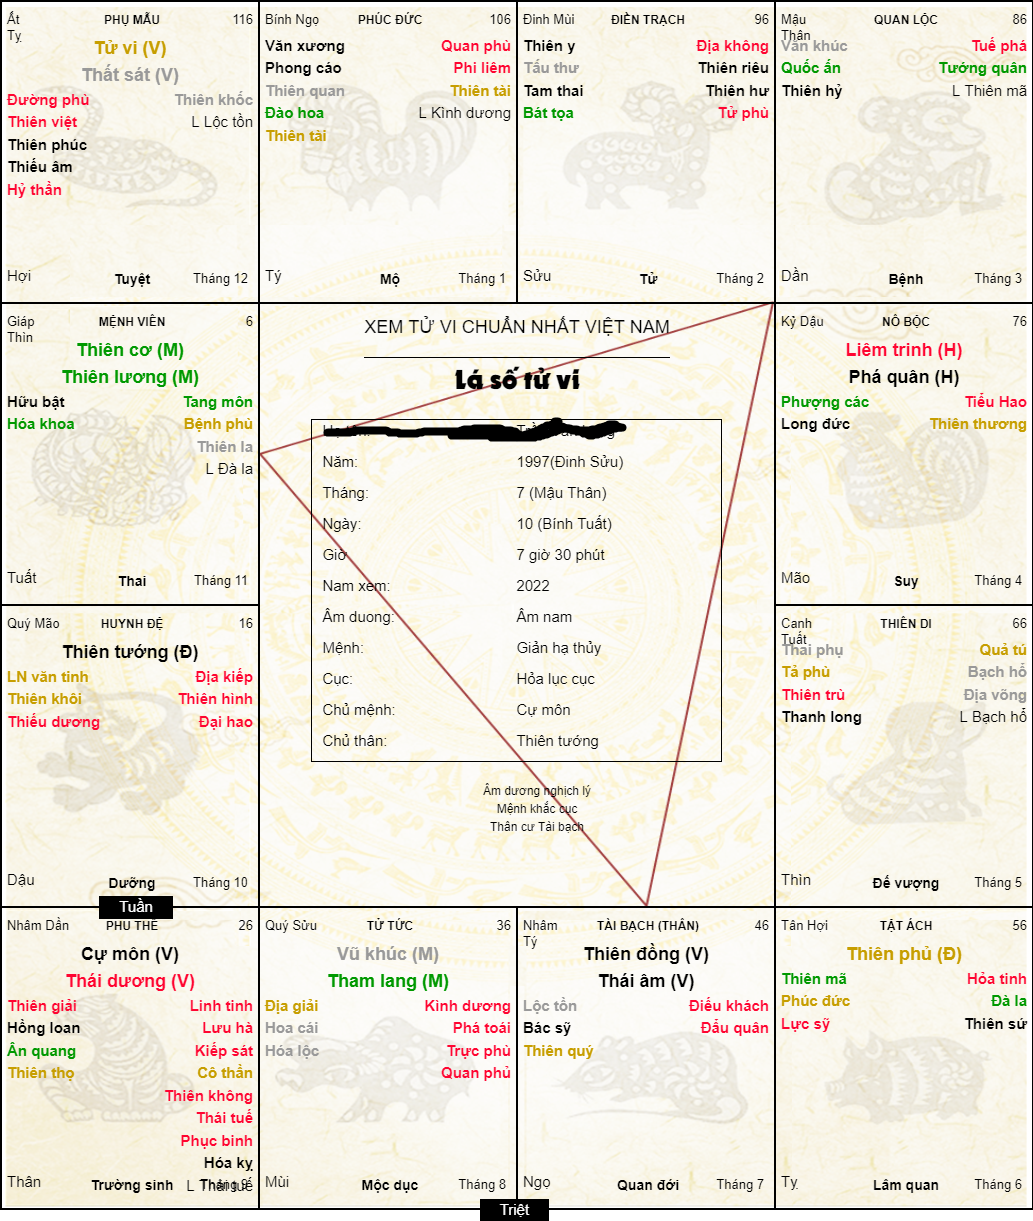 Ất Tỵ PHỤ MẪU 116
Tử vi (V)
Thất sát (V)
Đường phù Thiên khốc
Thiên việt L Lộc tồn
Thiên phúc
Thiếu âm
Hỷ thần
Hợi Tuyệt Tháng 12
Bính Ngọ PHÚC ĐỨC 106
Văn xương Quan phù
Phong cáo Phi liêm
Thiên quan Thiên tài
Đào hoa L Kình dương
Thiên tài
Tý Mộ Tháng 1
Đinh Mùi ĐIỀN TRẠCH 96
Thiên y Địa không
Tấu thư Thiên riêu
Tam thai Thiên hư
Bát tọa Tử phù
Sửu Tử Tháng 2
Mậu Thân QUAN LỘC 86
Văn khúc Tuế phá
Quốc ấn Tướng quân
Thiên hỷ L Thiên mã
Dần Bệnh Tháng 3
Giáp Thìn MỆNH VIÊN 6
Thiên cơ (M)
Thiên lương (M)
Hữu bật Tang môn
Hóa khoa Bệnh phù
Thiên la
L Đà la
Tuất Thai Tháng 11
XEM TỬ VI CHUẨN NHẤT VIỆT NAM
Lá số tử vi
Năm: 1997(Đinh Sửu)
Tháng: 7 (Mậu Thân)
Ngày: 10 (Bính Tuất)
Giờ 7 giờ 30 phút
Nam xem: 2022
Âm duong: Âm nam
Mệnh: Giản hạ thủy
Cục: Hỏa lục cục
Chủ mệnh: Cự môn
Chủ thân: Thiên tướng
Âm dương nghịch lý
Mệnh khắc cục
Thân cư Tài bạch
Kỷ Dậu NÔ BỘC 76
Liêm trinh (H)
Phá quân (H)
Phượng các Tiểu Hao
Long đức Thiên thương
Mão Suy Tháng 4
Quý Mão HUYNH ĐỆ 16
Thiên tướng (Đ)
LN văn tinh Địa kiếp
Thiên khôi Thiên hình
Thiếu dương Đại hao
Dậu Dưỡng Tháng 10
Canh Tuất THIÊN DI 66
Thai phụ Quả tú
Tả phù Bạch hổ
Thiên trù Địa võng
Thanh long L Bạch hổ
Thìn Đế vượng Tháng 5
Tuần
Nhâm Dần PHU THÊ 26
Cự môn (V)
Thái dương (V)
Thiên giải Linh tinh
Hồng loan Lưu hà
Ân quang Kiếp sát
Thiên thọ Cô thần
Thiên không
Thái tuế
Phục binh
Hóa kỵ
Thân Trường sinh L Thái tuế Tháng 9
Quý Sửu TỬ TỨC 36
Vũ khúc (M)
Tham lang (M)
Địa giải Kình dương
Hoa cái Phá toái
Hóa lộc Trực phù
Quan phủ
Mùi Mộc dục Tháng 8
Nhâm Tý TÀI BẠCH (THÂN) 46
Thiên đồng (V)
Thái âm (V)
Lộc tồn Điếu khách
Bác sỹ Đẩu quân
Thiên quý
Ngọ Quan đới Tháng 7
Tân Hợi TẬT ÁCH 56
Thiên phủ (Đ)
Thiên mã Hỏa tinh
Phúc đức Đà la
Lực sỹ Thiên sứ
Tỵ Lâm quan Tháng 6
Triệt